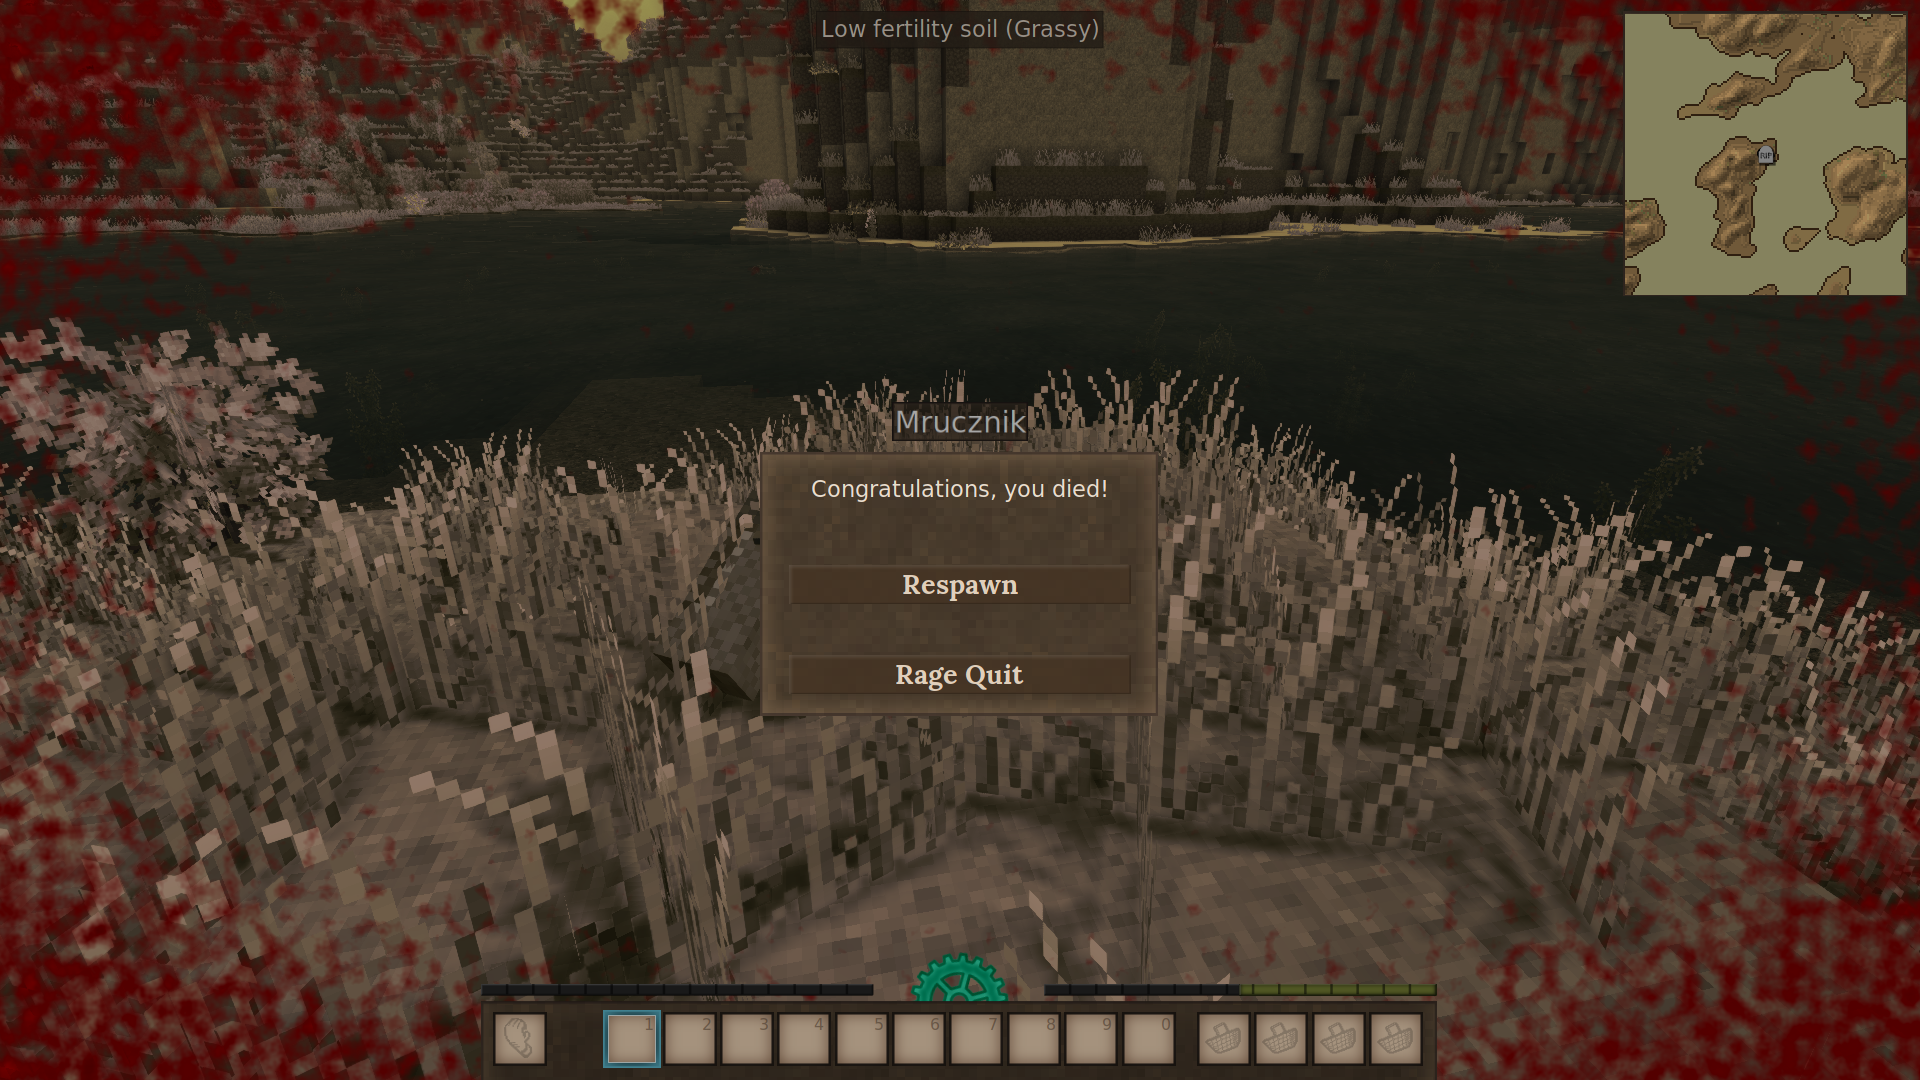 Low fertility soil (Grassy)
RIP
Mrucznik
Congratulations, you died!
Respawn
Rage Quit
1 2 3 4 5 6 7 8 9 0